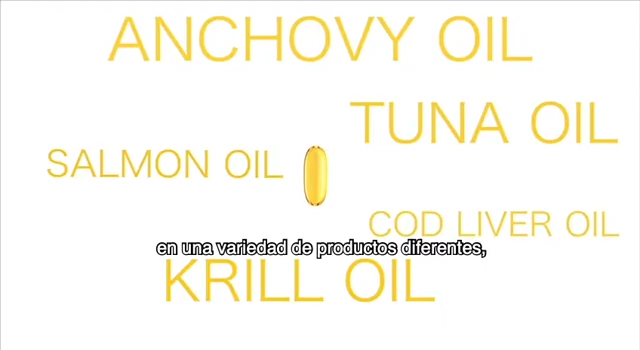 ANCHOVY OIL
TUNA OIL
SALMON OIL
COD LIVER OIL
en una variedad de productos diferentes,
KRILL OIL